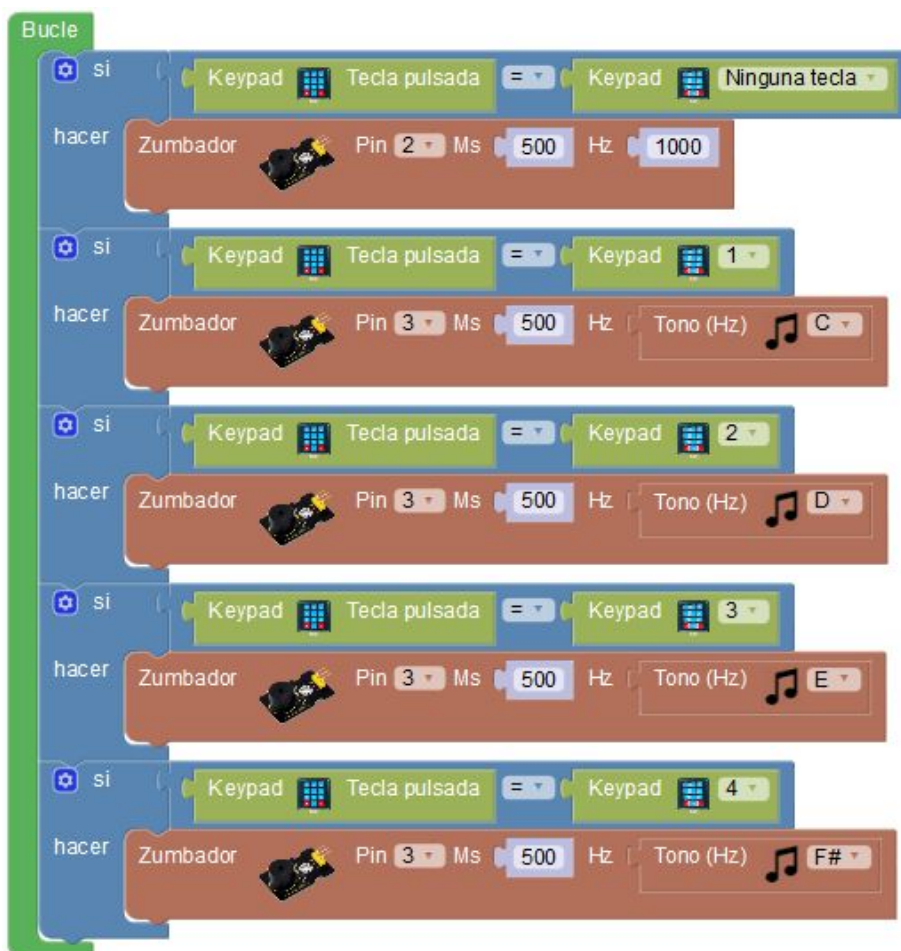 Bucle
si Keypad Tecla pulsada = Keypad Ninguna tecla
hacer Zumbador Pin 2 Ms 500 Hz 1000
si Keypad Tecla pulsada = Keypad 1
hacer Zumbador Pin 3 Ms 500 Hz Tono (Hz) C
si Keypad Tecla pulsada = Keypad 2
hacer Zumbador Pin 3 Ms 500 Hz Tono (Hz) D
si Keypad Tecla pulsada = Keypad 3
hacer Zumbador Pin 3 Ms 500 Hz Tono (Hz) E
si Keypad Tecla pulsada = Keypad 4
hacer Zumbador Pin 3 Ms 500 Hz Tono (Hz) F#